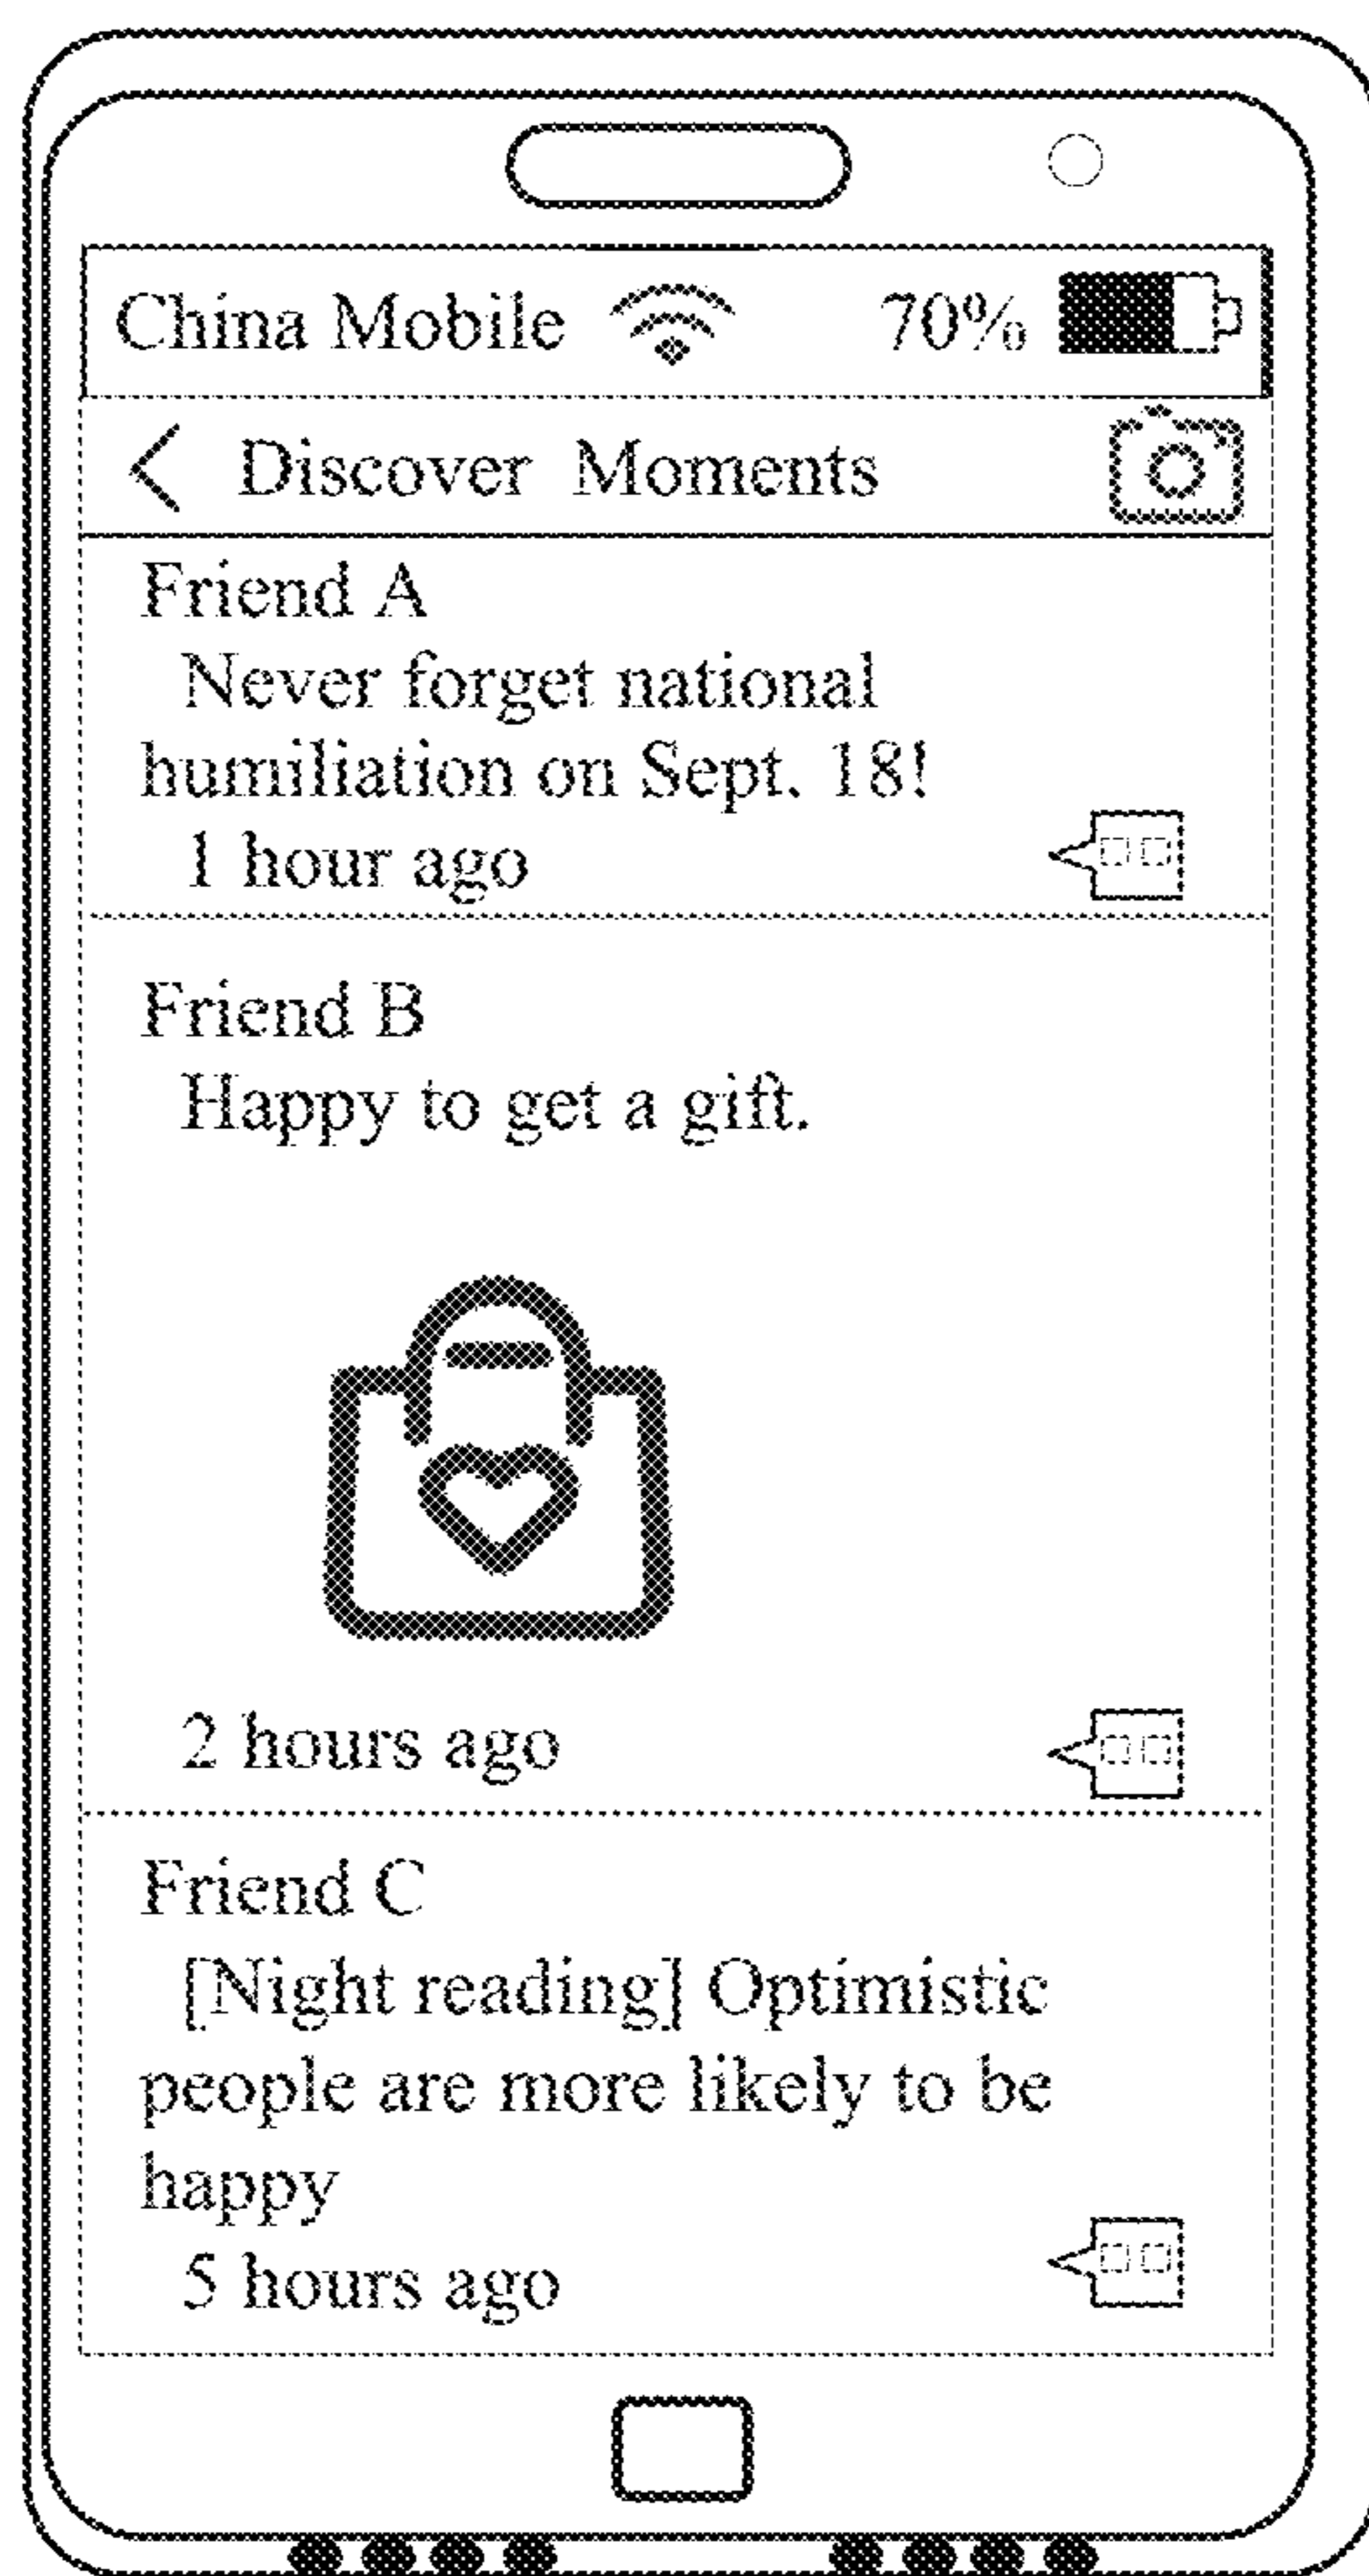 China Mobile 70%
Discover Moments
Friend A
Never forget national
humiliation on Sept. 18!
1 hour ago
Friend B
Happy to get a gift.
2 hours ago
Friend C
[Night reading] Optimistic
people are more likely to be
happy
5 hours ago